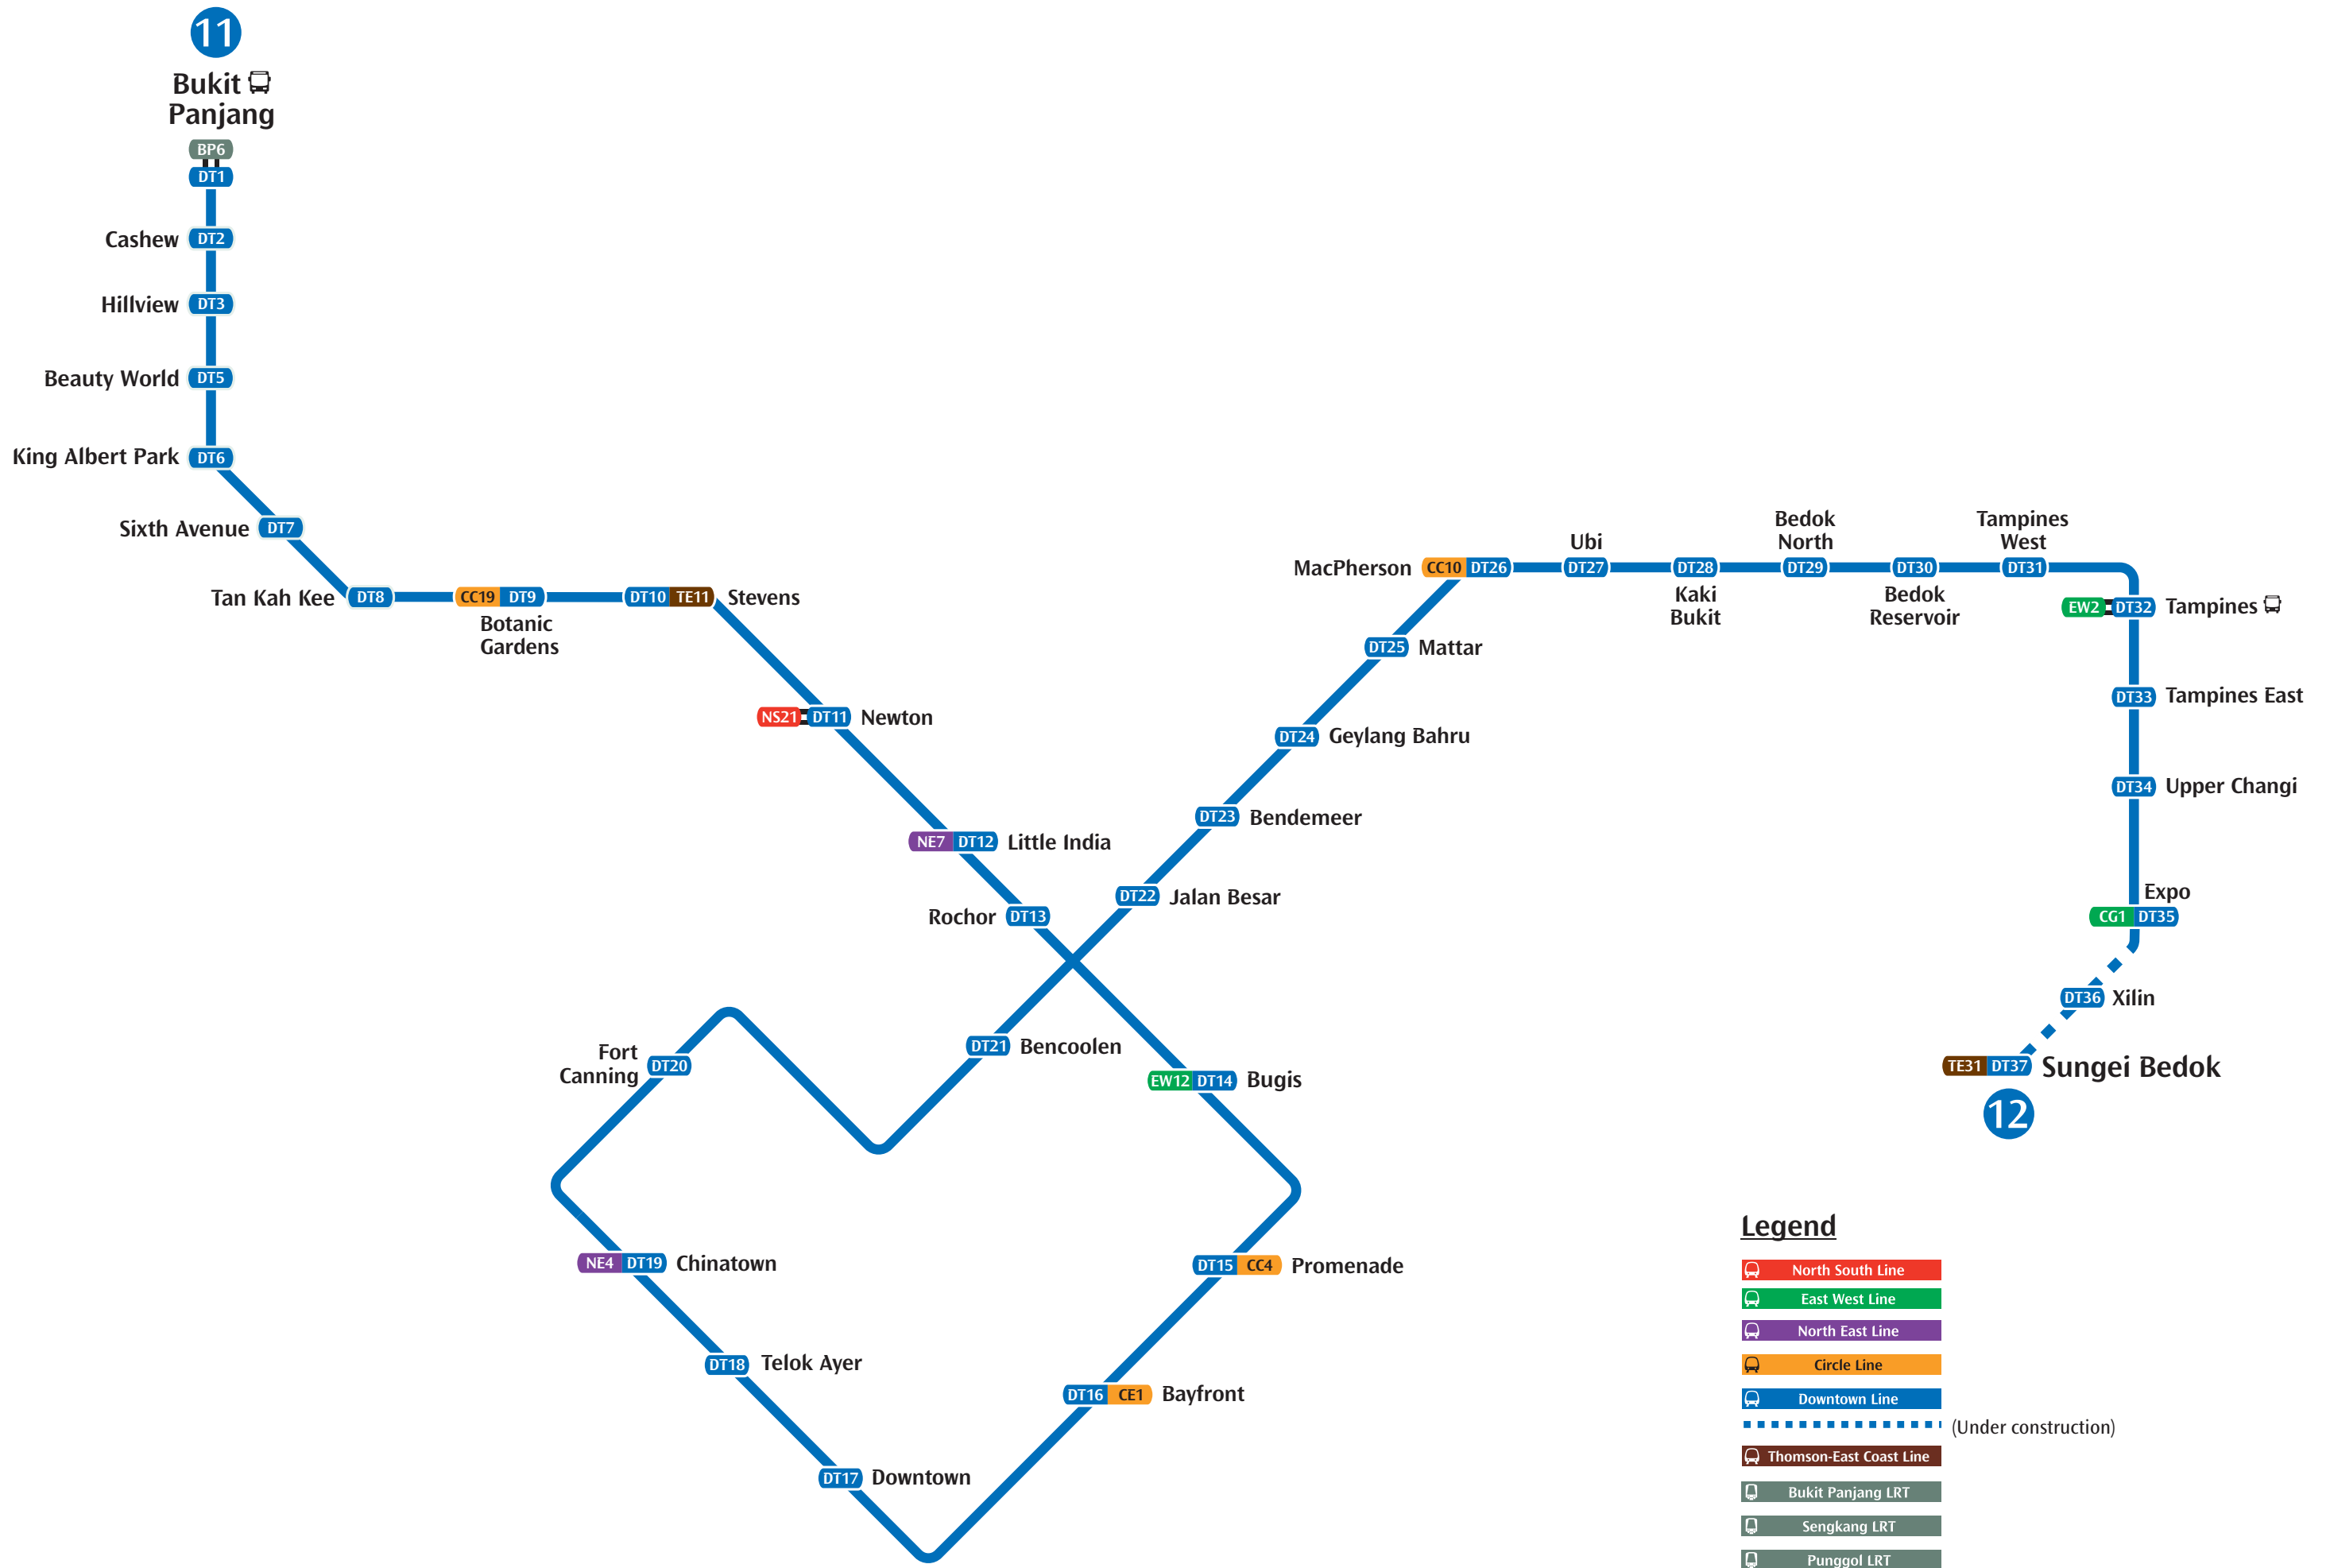 11
Bukit
Panjang
BP6
DT1
Cashew DT2
Hillview DT3
Beauty World DT5
King Albert Park DT6
Sixth Avenue DT7
Tan Kah Kee DT8
CC19 DT9
Botanic
Gardens
DT10 TE11 Stevens
NS21 DT11 Newton
NE7 DT12 Little India
Rochor DT13
EW12 DT14 Bugis
DT15 CC4 Promenade
DT16 CE1 Bayfront
DT17 Downtown
DT18 Telok Ayer
NE4 DT19 Chinatown
Fort
Canning
DT20
DT21 Bencoolen
DT22 Jalan Besar
DT23 Bendemeer
DT24 Geylang Bahru
DT25 Mattar
MacPherson CC10 DT26
Ubi
DT27
DT28
Kaki
Bukit
Bedok
North
DT29
DT30
Bedok
Reservoir
Tampines
West
DT31
EW2 DT32 Tampines
DT33 Tampines East
DT34 Upper Changi
Expo
CG1 DT35
DT36 Xilin
TE31 DT37 Sungei Bedok
12
Legend
North South Line
East West Line
North East Line
Circle Line
Downtown Line
(Under construction)
Thomson-East Coast Line
Bukit Panjang LRT
Sengkang LRT
Punggol LRT